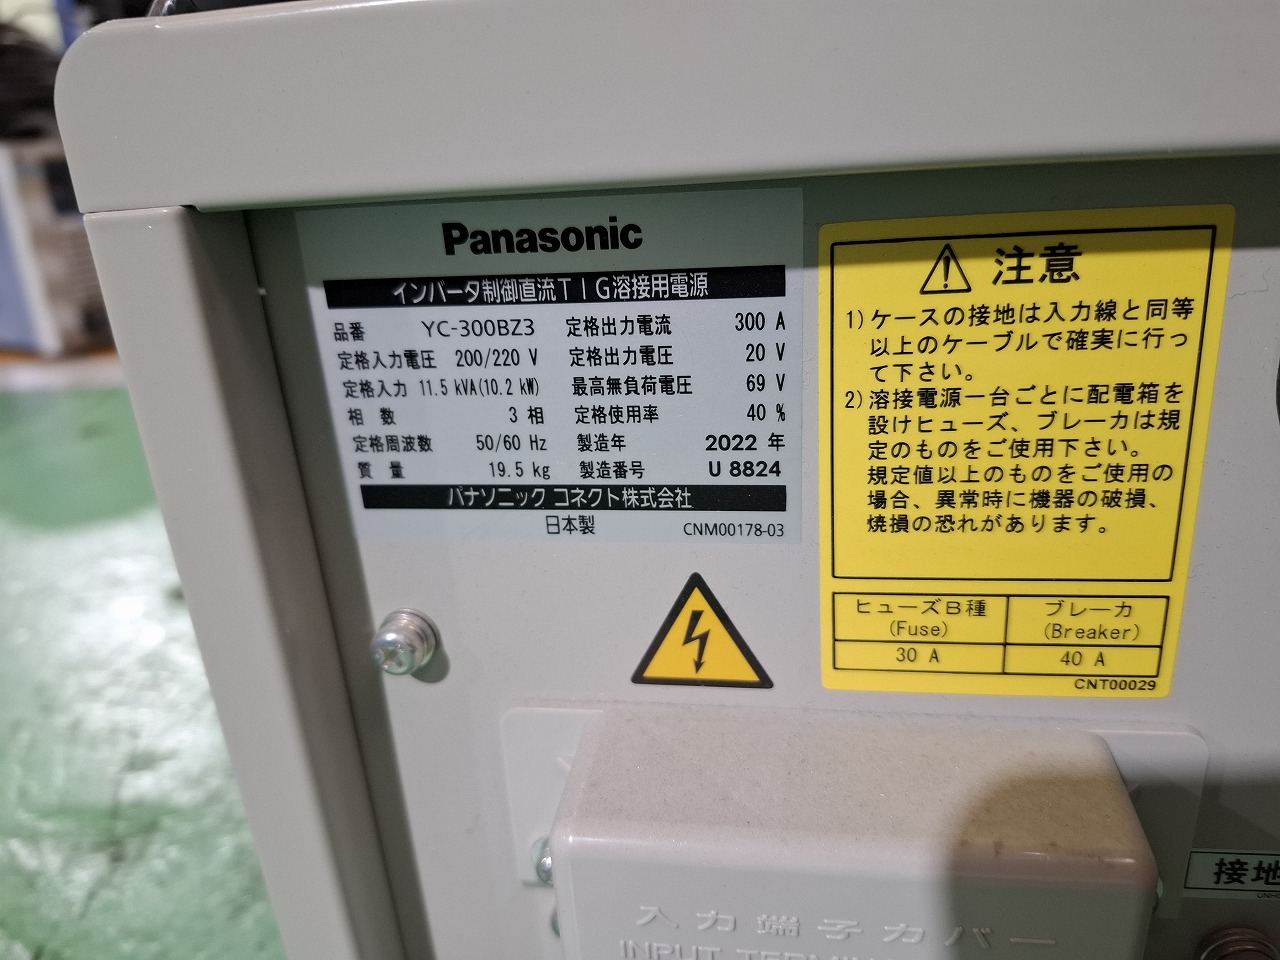 Panasonic
インバータ制御直流TIG溶接用電源
品番 YC-300BZ3 定格出力電流 300 A
定格入力電圧 200/220 V 定格出力電圧 20 V
定格入力 11.5 kVA(10.2 kW) 最高無負荷電圧 69 V
相数 3 相 定格使用率 40 %
定格周波数 50/60 Hz 製造年 2022 年
質量 19.5 kg 製造番号 U 8824
パナソニック コネクト株式会社
日本製 CNM00178-03
注意
1)ケースの接地は入力線と同等
以上のケーブルで確実に行っ
て下さい。
2)溶接電源一台ごとに配電箱を
設けヒューズ、ブレーカは規
定のものをご使用下さい。
規定値以上のものをご使用の
場合、異常時に機器の破損、
焼損の恐れがあります。
ヒューズB種 ブレーカ
(Fuse) (Breaker)
30 A 40 A
CNT00029
接地
入力端子カバー
INPUT